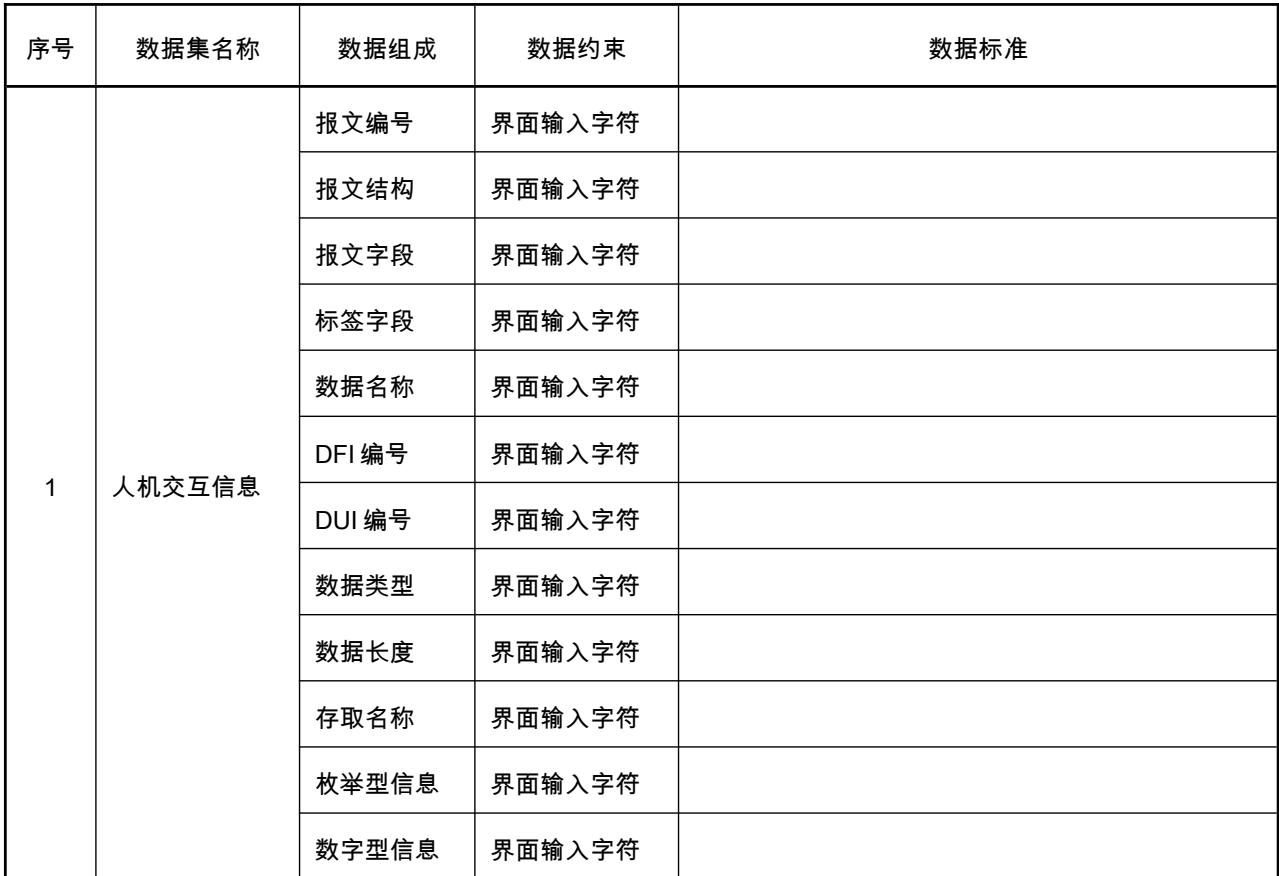 序号 数据集名称 数据组成 数据约束 数据标准
报文编号 界面输入字符
报文结构 界面输入字符
报文字段 界面输入字符
标签字段 界面输入字符
数据名称 界面输入字符
DFI 编号 界面输入字符
1 人机交互信息
DUI 编号 界面输入字符
数据类型 界面输入字符
数据长度 界面输入字符
存取名称 界面输入字符
枚举型信息 界面输入字符
数字型信息 界面输入字符